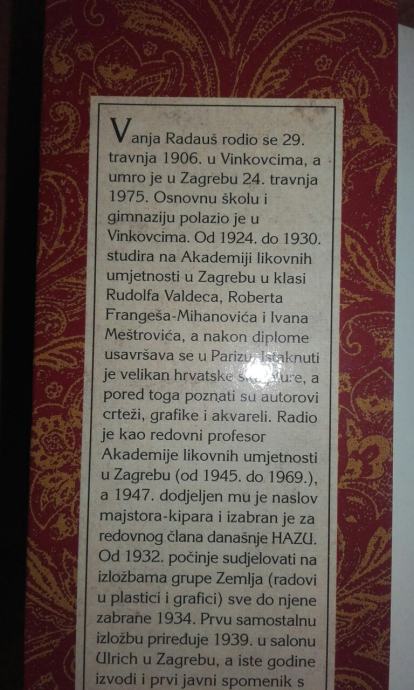 Vanja Radauš rodio se 29.
travnja 1906. u Vinkovcima, a
umro je u Zagrebu 24. travnja
1975. Osnovnu školu i
gimnaziju polazio je u
Vinkovcima. Od 1924. do 1930.
studira na Akademiji likovnih
umjetnosti u Zagrebu u klasi
Rudolfa Valdeca, Roberta
Frangeša-Mihanovića i Ivana
Meštrovića, a nakon diplome
usavršava se u Parizu. Istaknuti
je velikan hrvatske a
pored toga poznati su autorovi
crteži, grafike i akvareli. Radio
je kao redovni profesor
Akademije likovnih umjetnosti
u Zagrebu (od 1945. do 1969.),
a 1947. dodjeljen mu je naslov
majstora-kipara i izabran je za
redovnog člana današnje HAZU.
Od 1932. počinje sudjelovati na
izložbama grupe Zemlja (radovi
u plastici i grafici) sve do njene
zabrane 1934. Prvu samostalnu
izložbu priređuje 1939. u salonu
Ulrich u Zagrebu, a iste godine
izvodi i prvi javni spomenik s